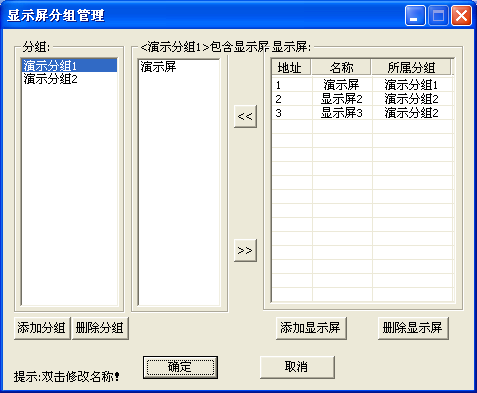 显示屏分组管理
分组:
<演示分组1>包含显示屏
显示屏:
演示分组1
演示分组2
演示屏
<<
>>
地址 名称 所属分组
1 演示屏 演示分组1
2 显示屏2 演示分组2
3 显示屏3 演示分组2
添加分组 删除分组 添加显示屏 删除显示屏
提示:双击修改名称!
确定 取消